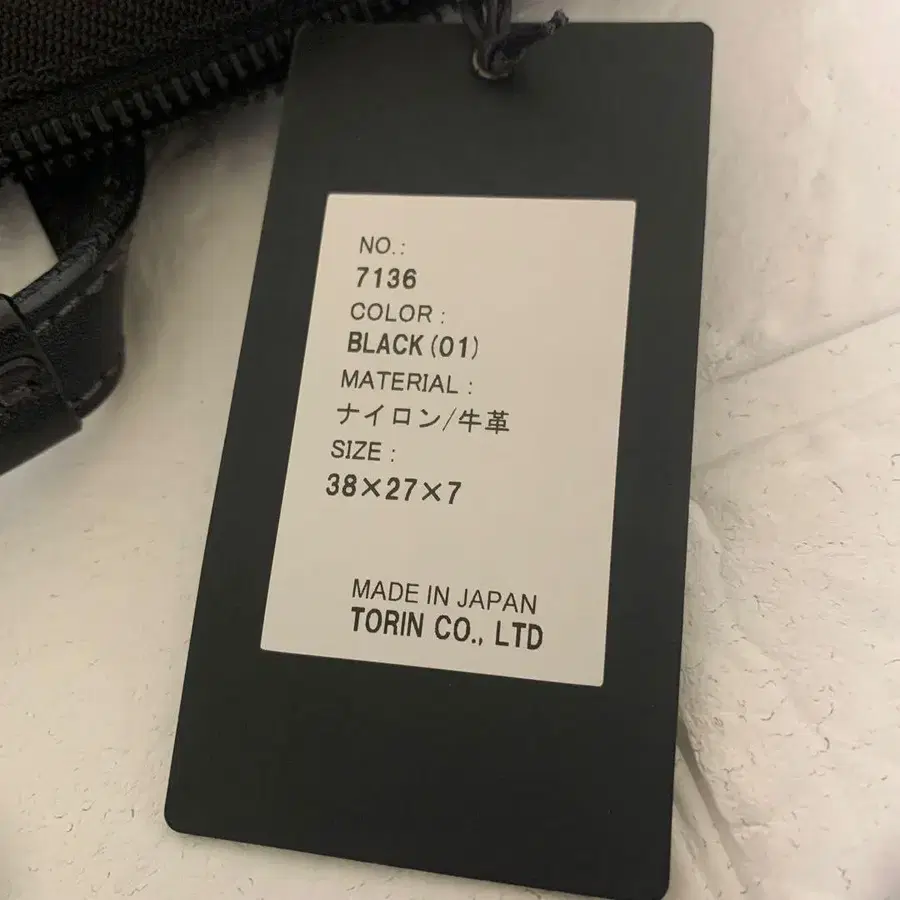 NO.:
7136
COLOR :
BLACK(01)
MATERIAL :
ナイロン/牛革
SIZE :
38×27×7
MADE IN JAPAN
TORIN CO., LTD